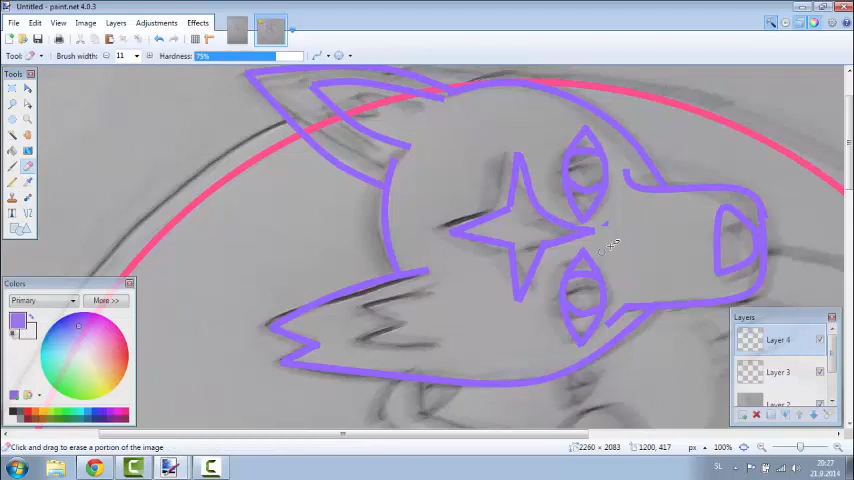 Untitled - paint.net 4.0.3
File Edit View Image Layers Adjustments Effects
Tool: Brush width: 11 Hardness: 75%
Tools
Colors
Primary More >>
Layers
Layer 4
Layer 3
Layer 2
Click and drag to erase a portion of the image
2260 × 2083 1200, 417 px 100%
SL 20:27
21.9.2014